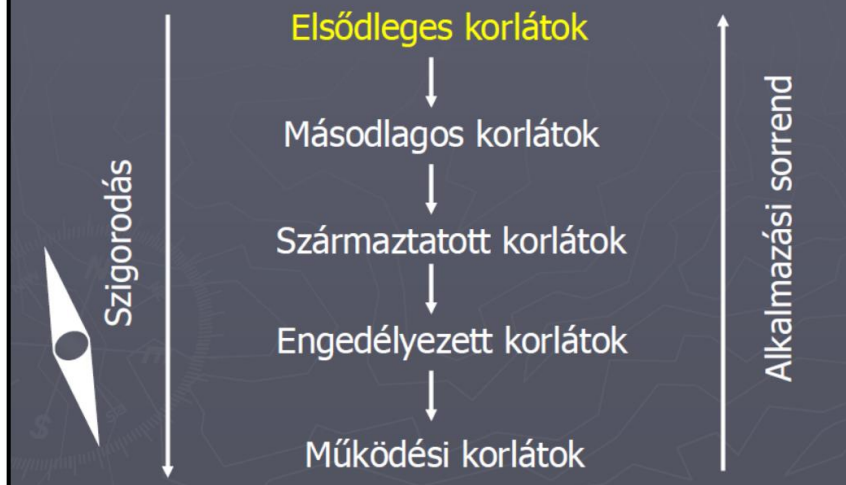 Elsődleges korlátok
Másodlagos korlátok
Származtatott korlátok
Engedélyezett korlátok
Működési korlátok
Szigorodás
Alkalmazási sorrend